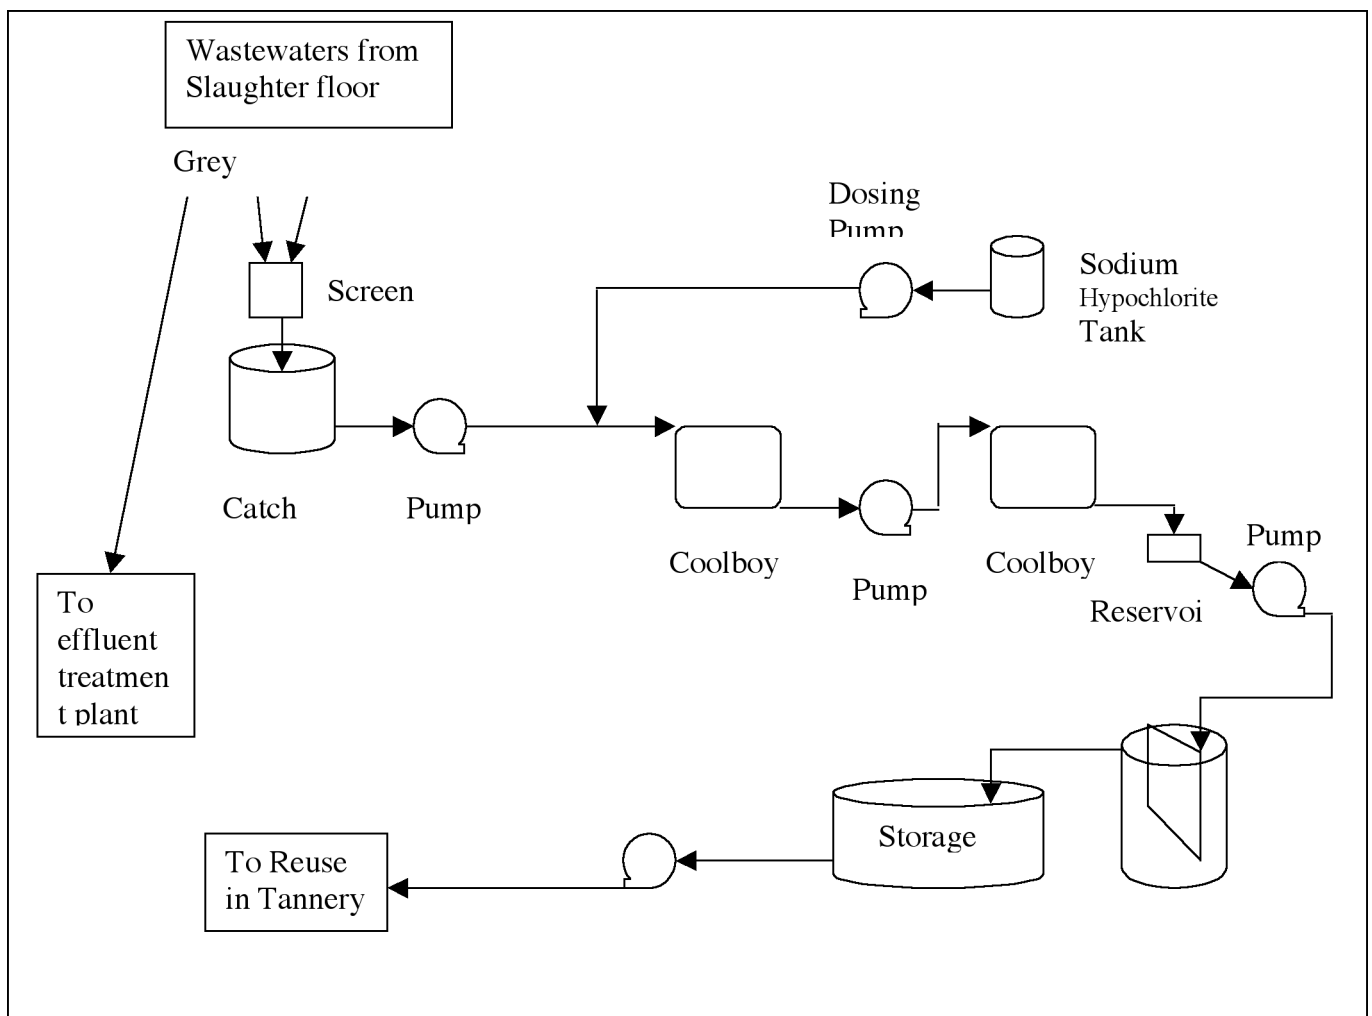 Wastewaters from
Slaughter floor
Grey
Dosing
Pump
Sodium
Hypochlorite
Tank
Screen
Catch
Pump
Coolboy
Pump
Coolboy
Pump
Reservoi
To
effluent
treatmen
t plant
Storage
To Reuse
in Tannery